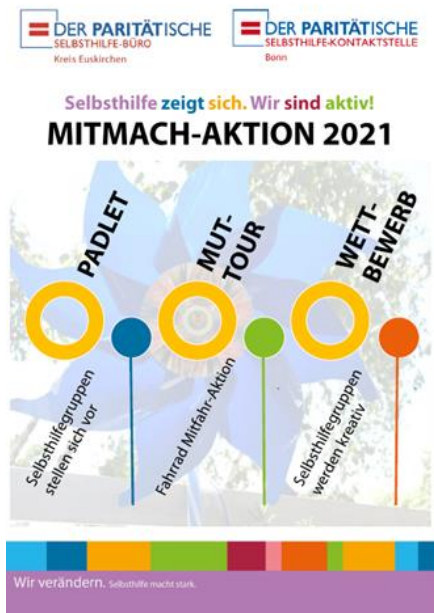 DER PARITÄTISCHE
SELBSTHILFE-BÜRO
Kreis Euskirchen
DER PARITÄTISCHE
SELBSTHILFE-KONTAKTSTELLE
Bonn
Selbsthilfe zeigt sich. Wir sind aktiv!
MITMACH-AKTION 2021
PADLET
MUT-
TOUR
WETT-
BEWERB
Selbsthilfegruppen
stellen sich vor
Fahrrad Mitfahr-Aktion
Selbsthilfegruppen
werden kreativ
Wir verändern. Selbsthilfe macht stark.